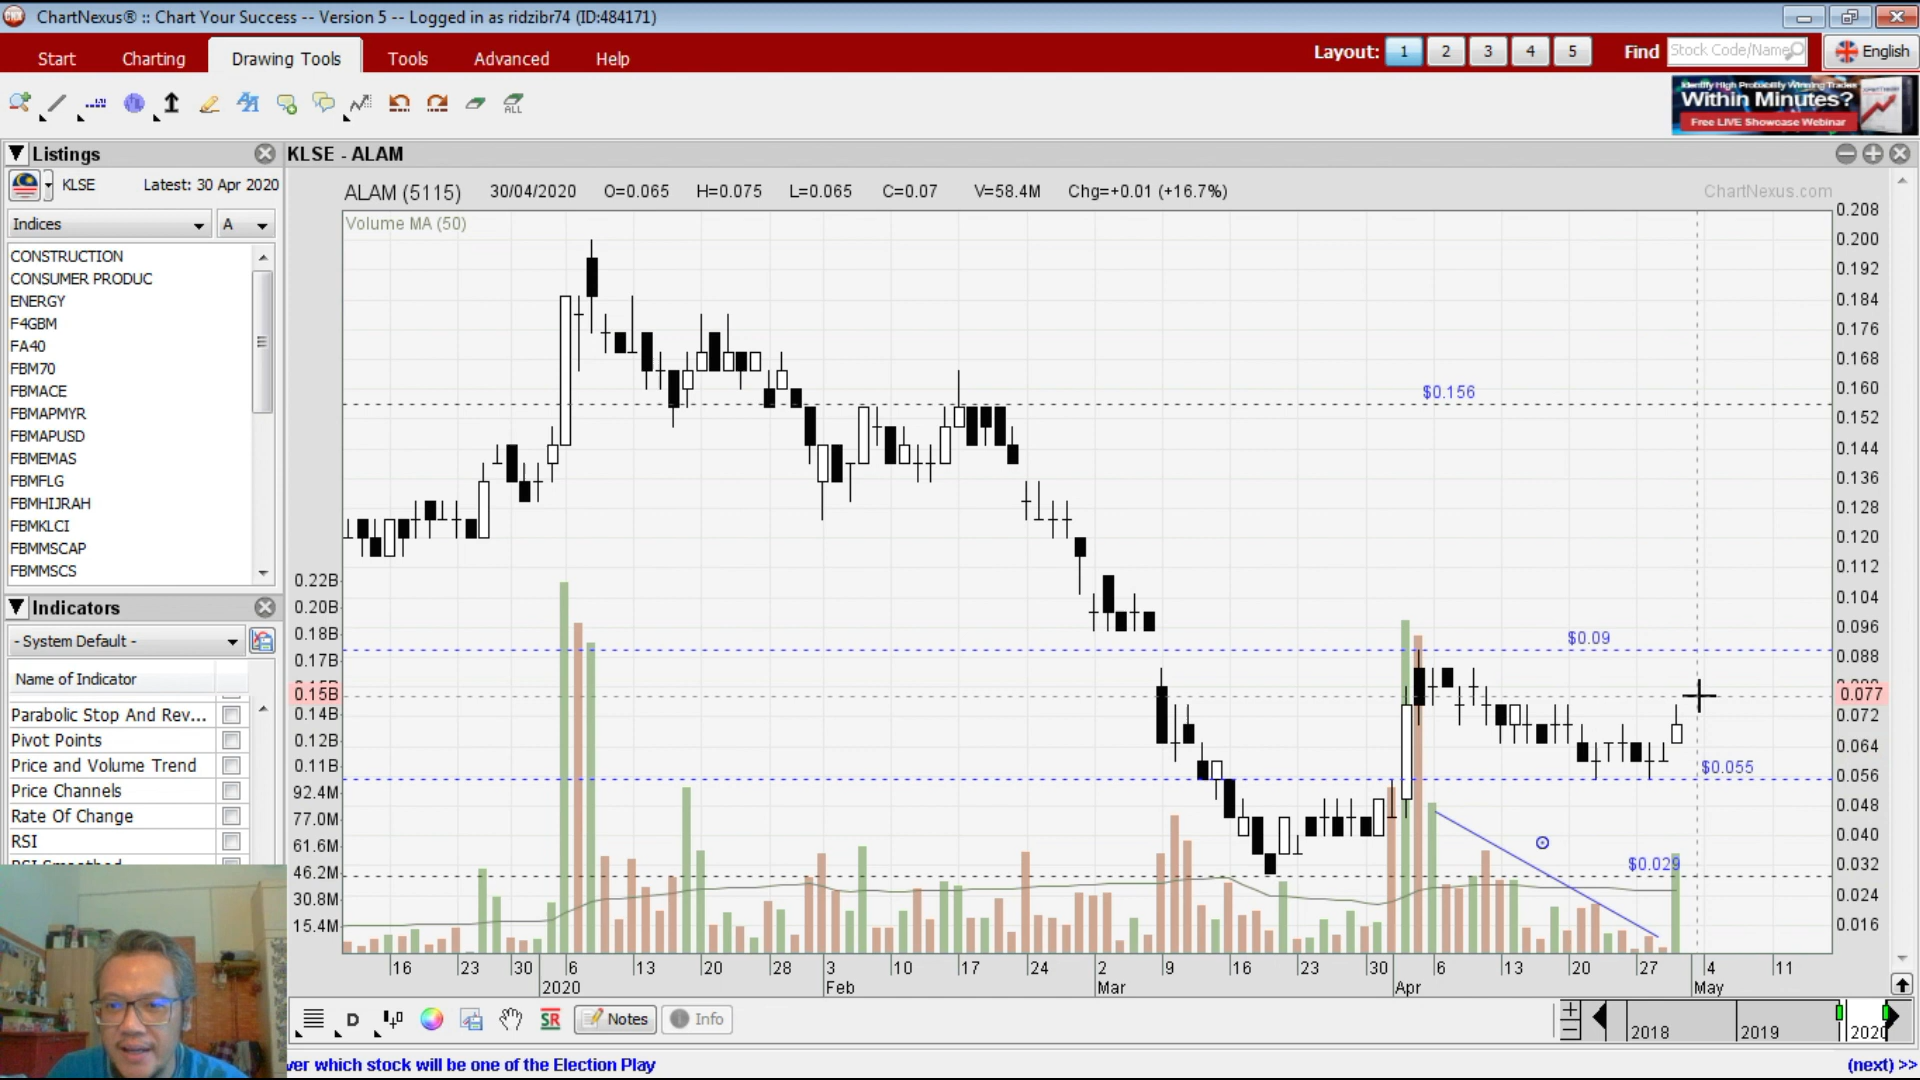 ChartNexus® :: Chart Your Success -- Version 5 -- Logged in as ridzibr74 (ID:484171)
Start Charting Drawing Tools Tools Advanced Help Layout: 1 2 3 4 5 Find Stock Code/Name English
ALL
Identify High Probability Winning Trades
Within Minutes?
Free LIVE Showcase Webinar
Listings
KLSE Latest: 30 Apr 2020
Indices A
CONSTRUCTION
CONSUMER PRODUC
ENERGY
F4GBM
FA40
FBM70
FBMACE
FBMAPMYR
FBMAPUSD
FBMEMAS
FBMFLG
FBMHIJRAH
FBMKLCI
FBMMSCAP
FBMMSCS
Indicators
- System Default -
Name of Indicator
Parabolic Stop And Rev...
Pivot Points
Price and Volume Trend
Price Channels
Rate Of Change
RSI
RSI Smoothed
KLSE - ALAM
ALAM (5115) 30/04/2020 O=0.065 H=0.075 L=0.065 C=0.07 V=58.4M Chg=+0.01 (+16.7%) ChartNexus.com
Volume MA (50)
0.208
0.200
0.192
0.184
0.176
0.168
0.160
0.152
0.144
0.136
0.128
0.120
0.112
0.104
0.096
0.088
0.077
0.072
0.064
0.056
0.048
0.040
0.032
0.024
0.016
$0.156
$0.09
$0.055
$0.029
0.22B
0.20B
0.18B
0.17B
0.15B
0.14B
0.12B
0.11B
92.4M
77.0M
61.6M
46.2M
30.8M
15.4M
16 23 30 6 13 20 28 3 10 17 24 2 9 16 23 30 6 13 20 27 4 11
2020 Feb Mar Apr May
D SR Notes Info
2018 2019 2020
ver which stock will be one of the Election Play (next) >>